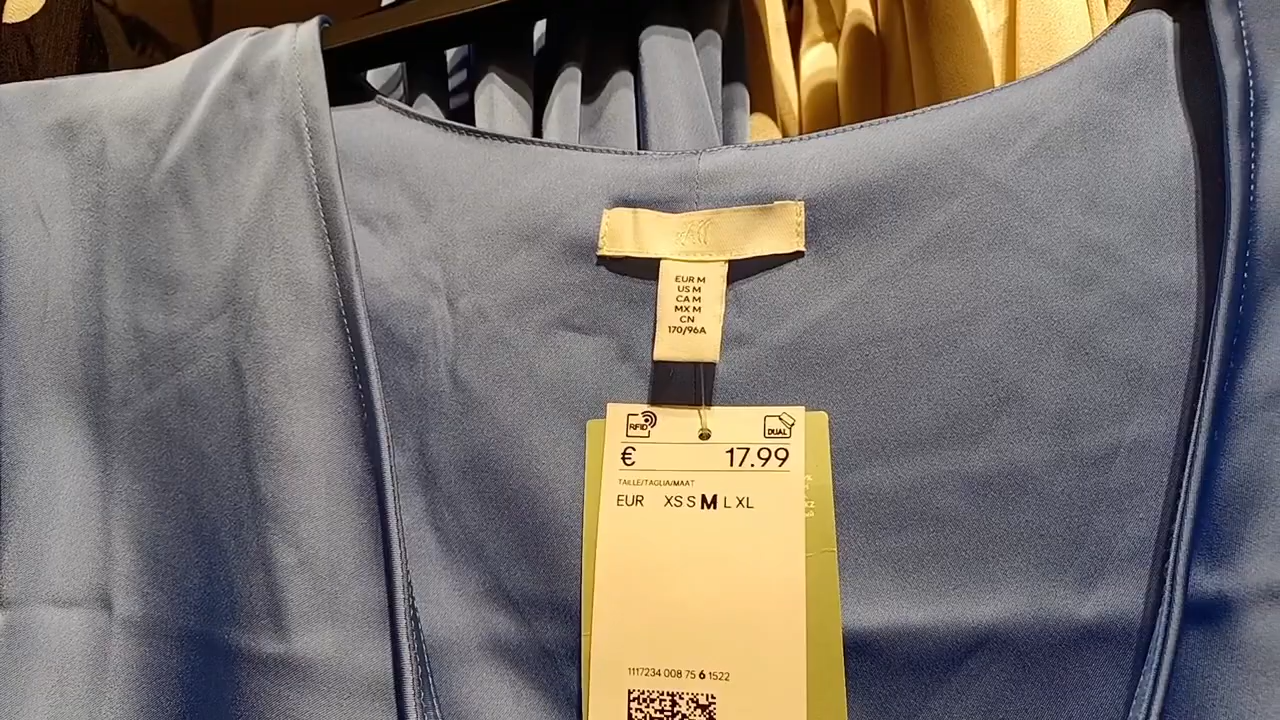 EUR M
US M
CA M
MX M
CN
170/96A
RFID
DUAL
€ 17.99
TAILLE/TAGLIA/MAAT
EUR XS S M L XL
1117234 008 75 6 1522